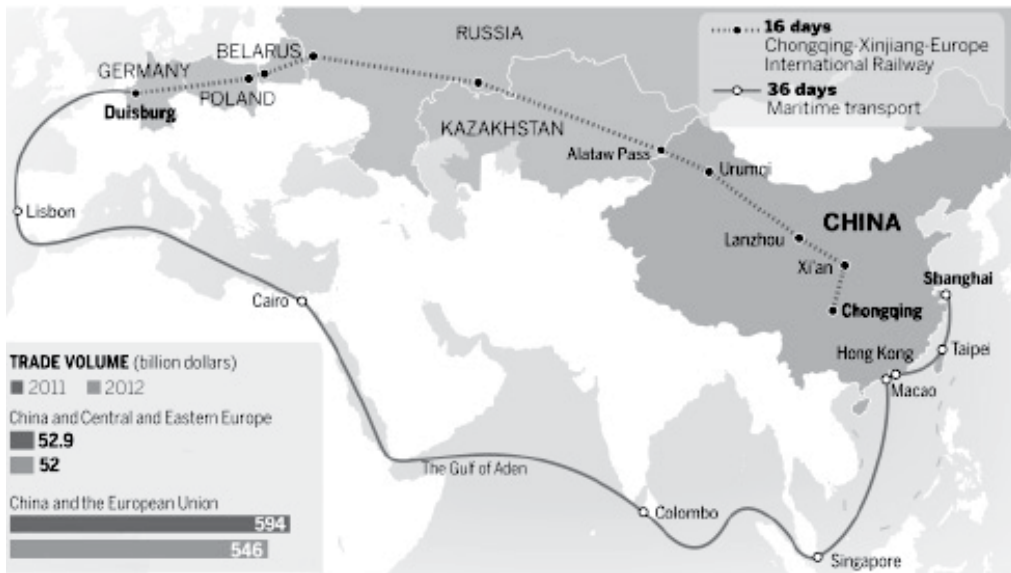 RUSSIA
16 days
Chongqing-Xinjiang-Europe
International Railway
36 days
Maritime transport
BELARUS
GERMANY
POLAND
Duisburg
KAZAKHSTAN
Alataw Pass
Urumqi
Lisbon
CHINA
Lanzhou
Xi'an
Shanghai
Cairo
Chongqing
Hong Kong
Taipei
Macao
TRADE VOLUME (billion dollars)
2011 2012
China and Central and Eastern Europe
52.9
52
The Gulf of Aden
China and the European Union
594
546
Colombo
Singapore